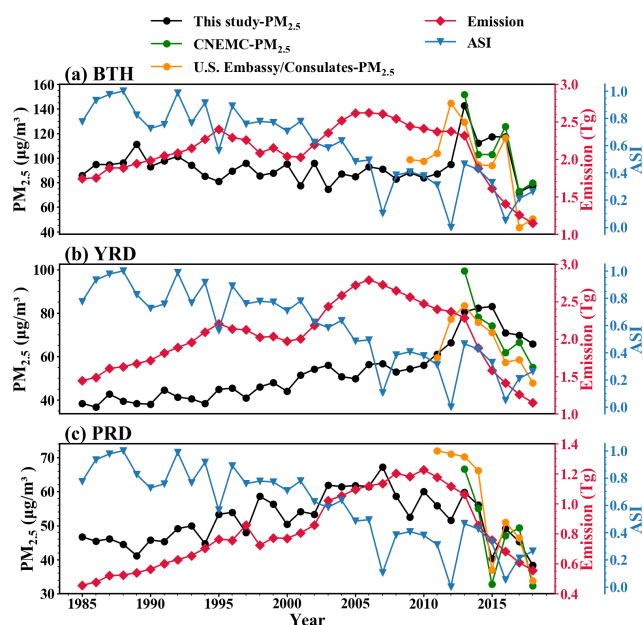 This study-PM2.5
CNEMC-PM2.5
U.S. Embassy/Consulates-PM2.5
Emission
ASI
(a) BTH
160
140
120
100
80
60
40
PM2.5 (μg/m³)
3.0
2.5
2.0
1.5
1.0
Emission (Tg)
1.0
0.8
0.6
0.4
0.2
0.0
ASI
(b) YRD
100
80
60
40
PM2.5 (μg/m³)
3.0
2.5
2.0
1.5
1.0
Emission (Tg)
1.0
0.8
0.6
0.4
0.2
0.0
ASI
(c) PRD
70
60
50
40
30
PM2.5 (μg/m³)
1.4
1.2
1.0
0.8
0.6
0.4
Emission (Tg)
1.0
0.8
0.6
0.4
0.2
0.0
ASI
1985 1990 1995 2000 2005 2010 2015
Year